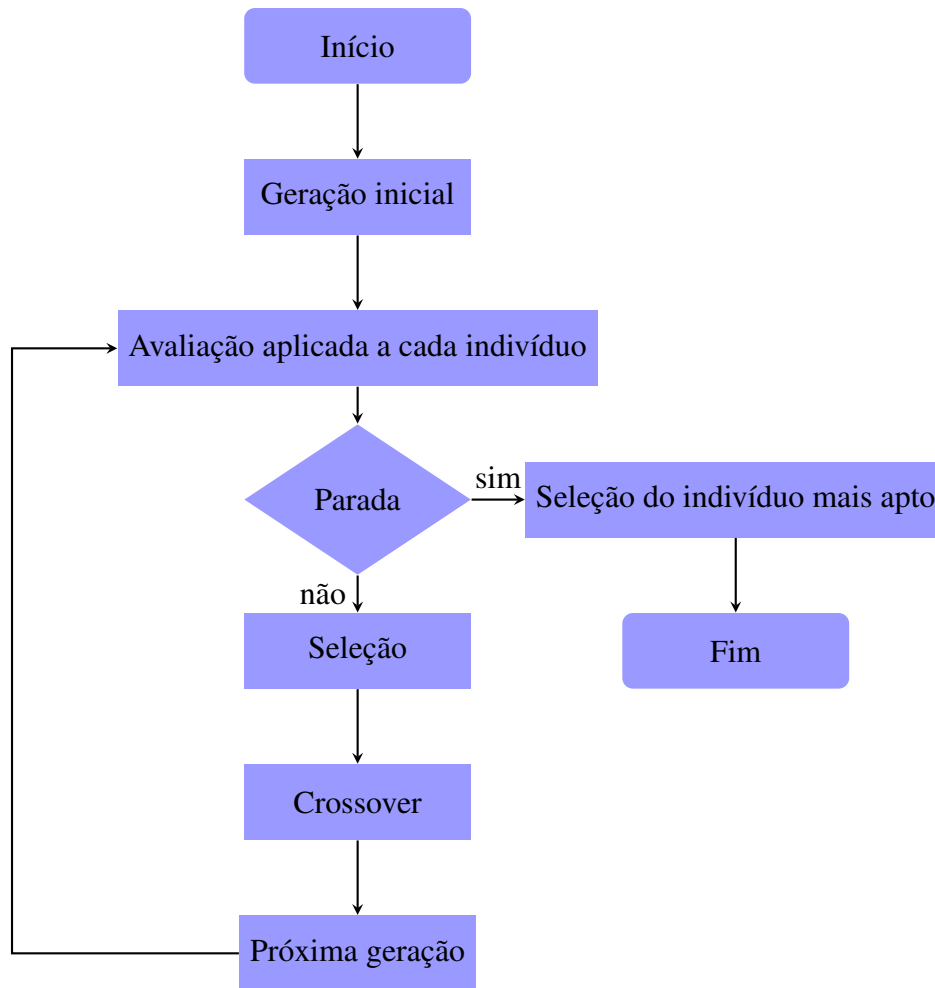 Início
Geração inicial
Avaliação aplicada a cada indivíduo
Parada
sim
Seleção do indivíduo mais apto
não
Seleção
Fim
Crossover
Próxima geração